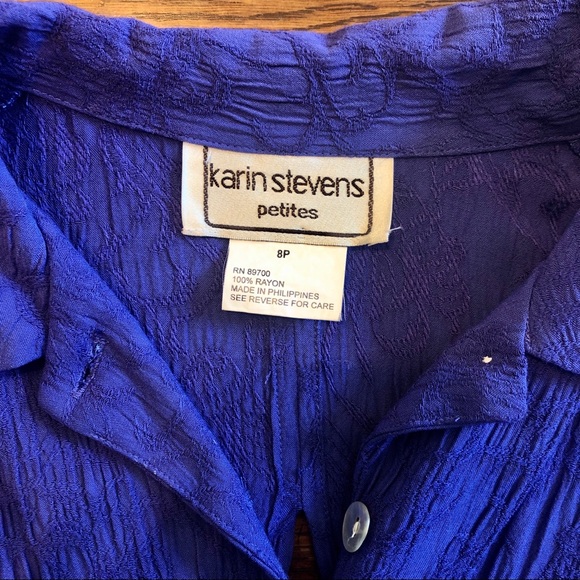 karin stevens
petites
8P
RN 89700
100% RAYON
MADE IN PHILIPPINES
SEE REVERSE FOR CARE